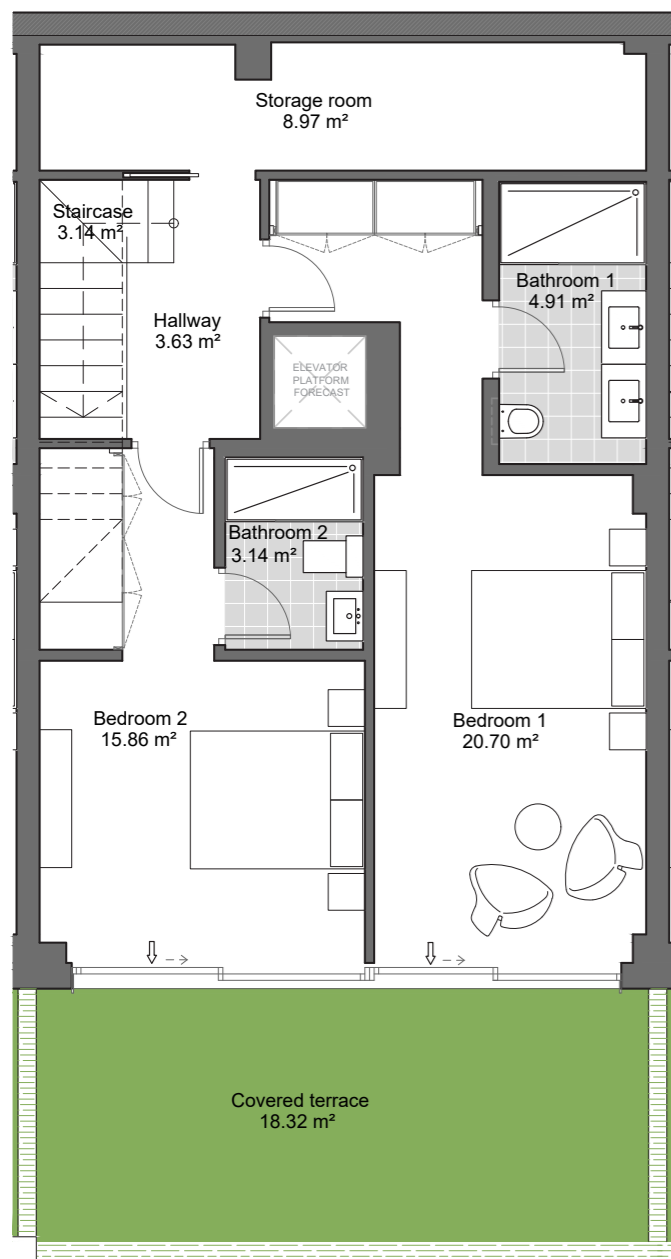 Storage room
8.97 m²
Staircase
3.14 m²
Bathroom 1
4.91 m²
Hallway
3.63 m²
ELEVATOR
PLATFORM
FORECAST
Bathroom 2
3.14 m²
Bedroom 2
15.86 m²
Bedroom 1
20.70 m²
Covered terrace
18.32 m²